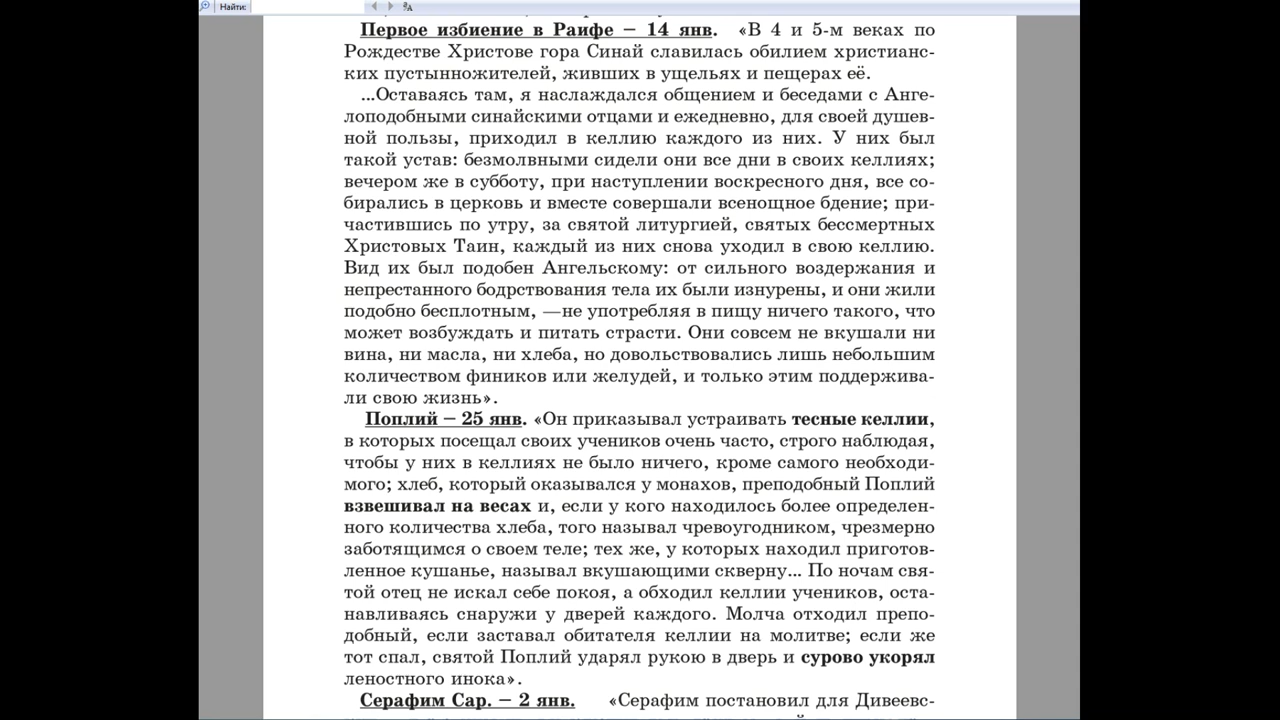 Найти:
Первое избиение в Раифе – 14 янв. «В 4 и 5-м веках по
Рождестве Христове гора Синай славилась обилием христианс-
ких пустынножителей, живших в ущельях и пещерах её.
...Оставаясь там, я наслаждался общением и беседами с Анге-
лоподобными синайскими отцами и ежедневно, для своей душев-
ной пользы, приходил в келлию каждого из них. У них был
такой устав: безмолвными сидели они все дни в своих келлиях;
вечером же в субботу, при наступлении воскресного дня, все со-
бирались в церковь и вместе совершали всенощное бдение; при-
частившись по утру, за святой литургией, святых бессмертных
Христовых Таин, каждый из них снова уходил в свою келлию.
Вид их был подобен Ангельскому: от сильного воздержания и
непрестанного бодрствования тела их были изнурены, и они жили
подобно бесплотным, —не употребляя в пищу ничего такого, что
может возбуждать и питать страсти. Они совсем не вкушали ни
вина, ни масла, ни хлеба, но довольствовались лишь небольшим
количеством фиников или желудей, и только этим поддержива-
ли свою жизнь».
Поплий – 25 янв. «Он приказывал устраивать тесные келлии,
в которых посещал своих учеников очень часто, строго наблюдая,
чтобы у них в келлиях не было ничего, кроме самого необходи-
мого; хлеб, который оказывался у монахов, преподобный Поплий
взвешивал на весах и, если у кого находилось более определен-
ного количества хлеба, того называл чревоугодником, чрезмерно
заботящимся о своем теле; тех же, у которых находил приготов-
ленное кушанье, называл вкушающими скверну... По ночам свя-
той отец не искал себе покоя, а обходил келлии учеников, оста-
навливаясь снаружи у дверей каждого. Молча отходил препо-
добный, если заставал обитателя келлии на молитве; если же
тот спал, святой Поплий ударял рукою в дверь и сурово укорял
леностного инока».
Серафим Сар. – 2 янв. «Серафим постановил для Дивеевс-